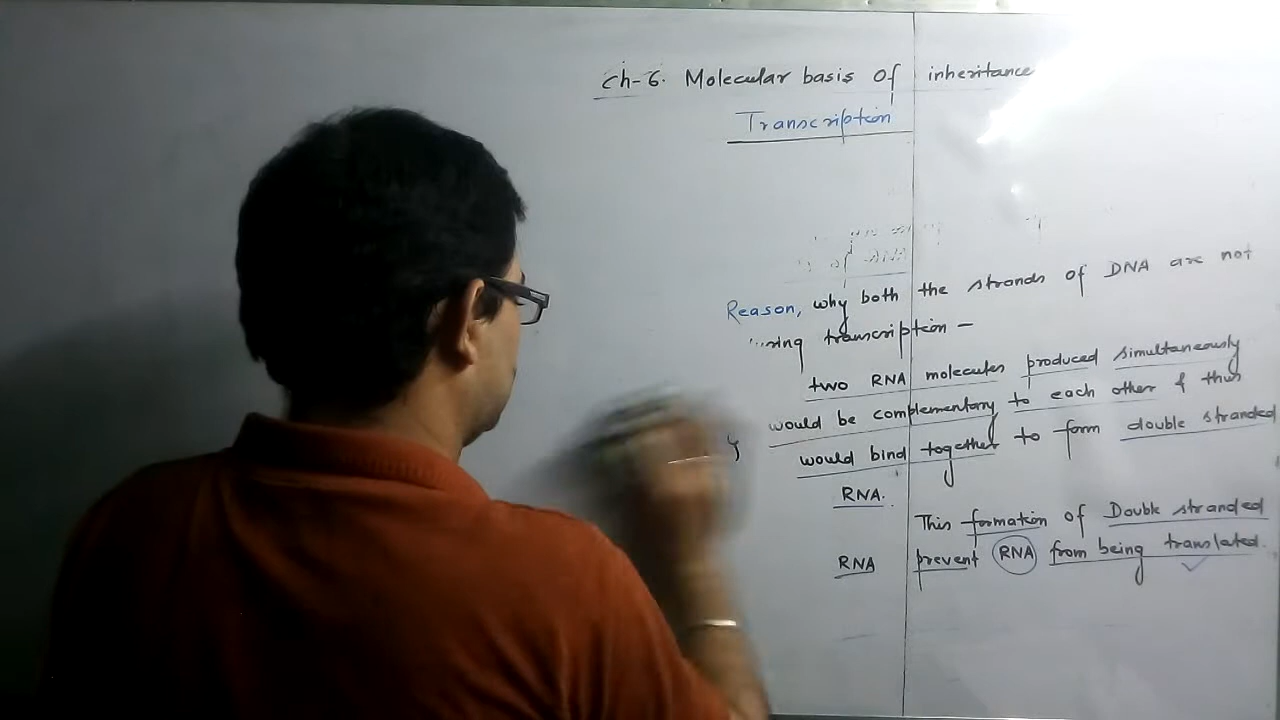 Ch-6. Molecular basis of inheritance
Transcription
Reason, why both the strands of DNA are not
transcription –
two RNA molecules produced simultaneously
would be complementary to each other & thus
would bind together to form double stranded
RNA.
This formation of Double stranded
RNA prevent RNA from being translated.